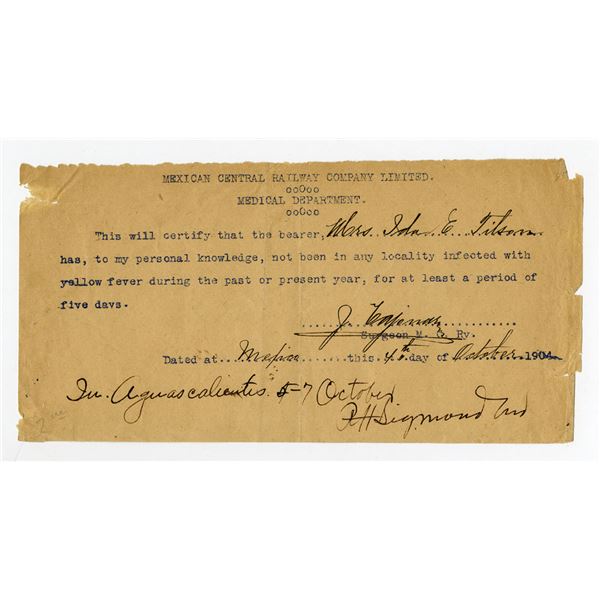 MEXICAN CENTRAL RAILWAY COMPANY LIMITED.
ooOoo
MEDICAL DEPARTMENT.
ooOoo
This will certify that the bearer, Mrs. Ida E. Tilson
has, to my personal knowledge, not been in any locality infected with
yellow fever during the past or present year, for at least a period of
five days.
J.
Surgeon M. C. Ry.
Dated at....Mexico........this 4th day of October 1904
In Aguascalientes 5-7 October
RH Sigmond MD